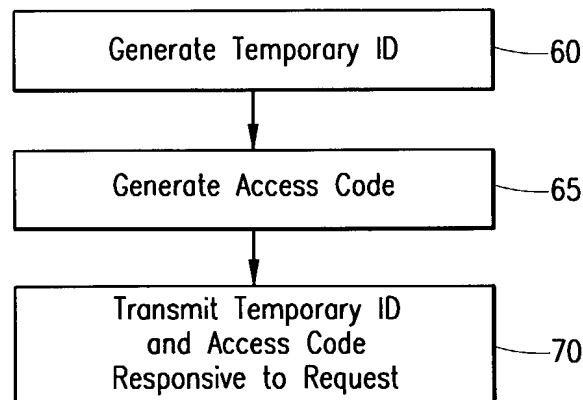 Generate Temporary ID
60
Generate Access Code
65
Transmit Temporary ID
and Access Code
Responsive to Request
70